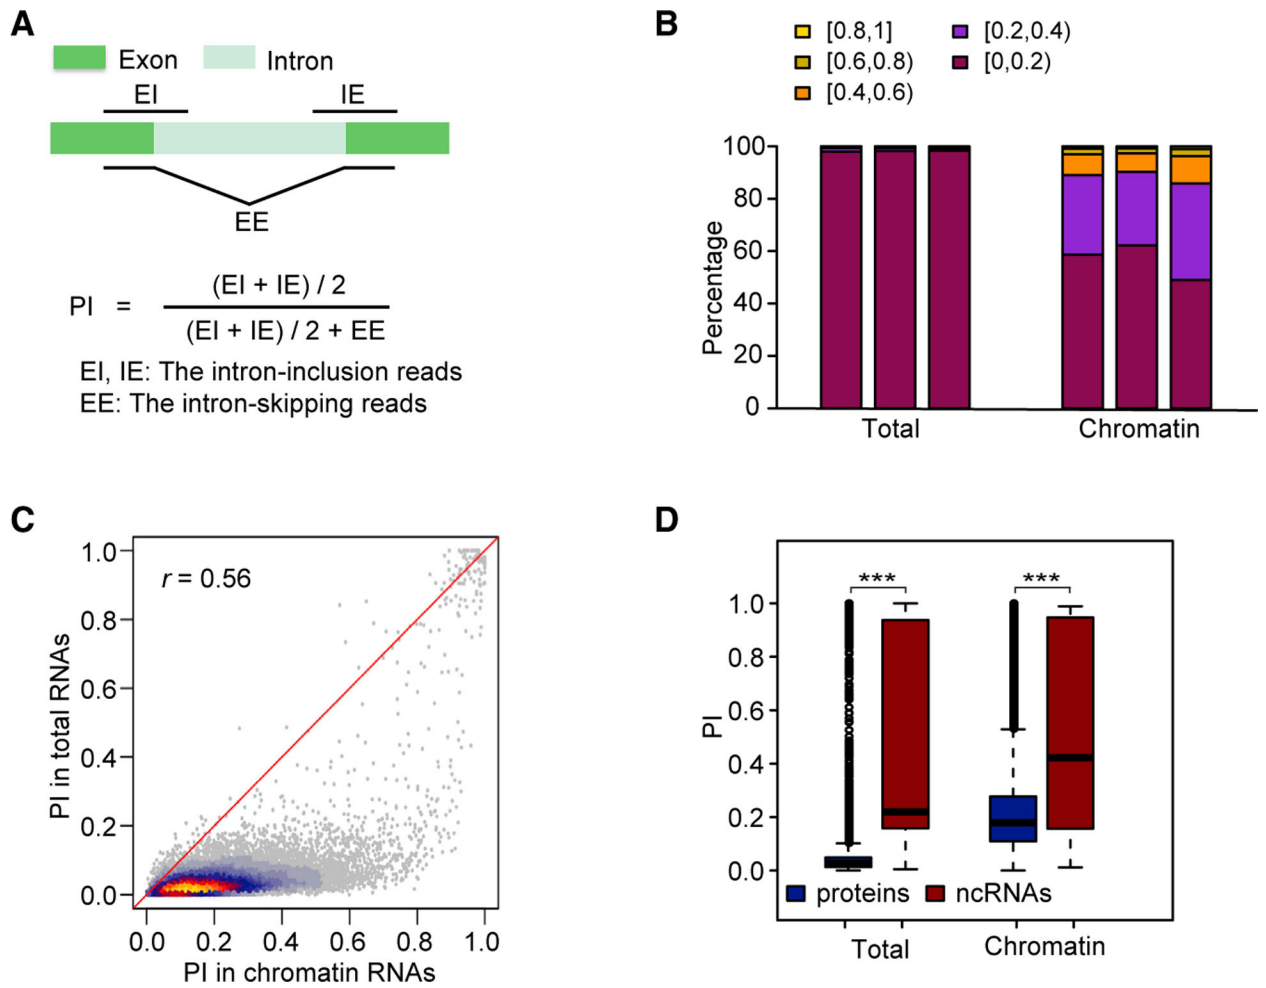 A
Exon
Intron
EI
IE
EE
PI = (EI + IE) / 2
(EI + IE) / 2 + EE
EI, IE: The intron-inclusion reads
EE: The intron-skipping reads
B
[0.8,1]
[0.2,0.4)
[0.6,0.8)
[0,0.2)
[0.4,0.6)
Percentage
100
80
60
40
20
0
Total
Chromatin
C
r = 0.56
PI in total RNAs
1.0
0.8
0.6
0.4
0.2
0.0
0.0 0.2 0.4 0.6 0.8 1.0
PI in chromatin RNAs
D
***
***
PI
1.0
0.8
0.6
0.4
0.2
0.0
proteins
ncRNAs
Total
Chromatin